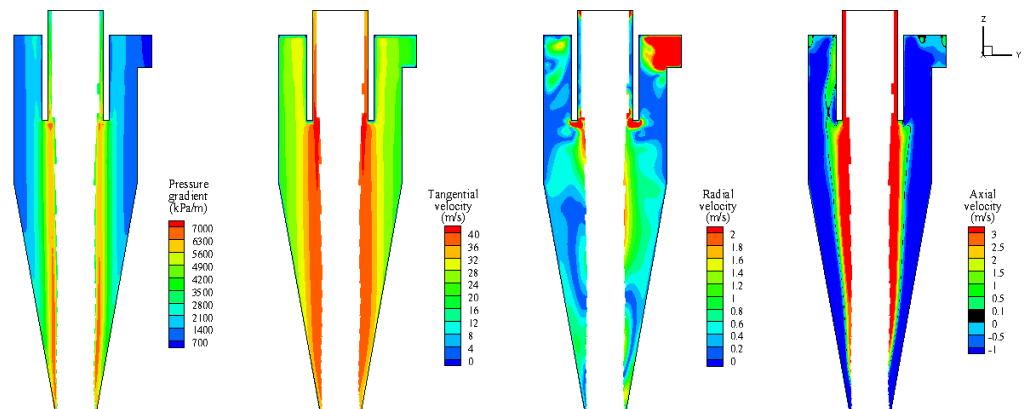 Pressure
gradient
(kPa/m)
7000
6300
5600
4900
4200
3500
2800
2100
1400
700
Tangential
velocity
(m/s)
40
36
32
28
24
20
16
12
8
4
0
Radial
velocity
(m/s)
2
1.8
1.6
1.4
1.2
1
0.8
0.6
0.4
0.2
0
Z
X
Y
Axial
velocity
(m/s)
3
2.5
2
1.5
1
0.5
0.1
0
-0.5
-1